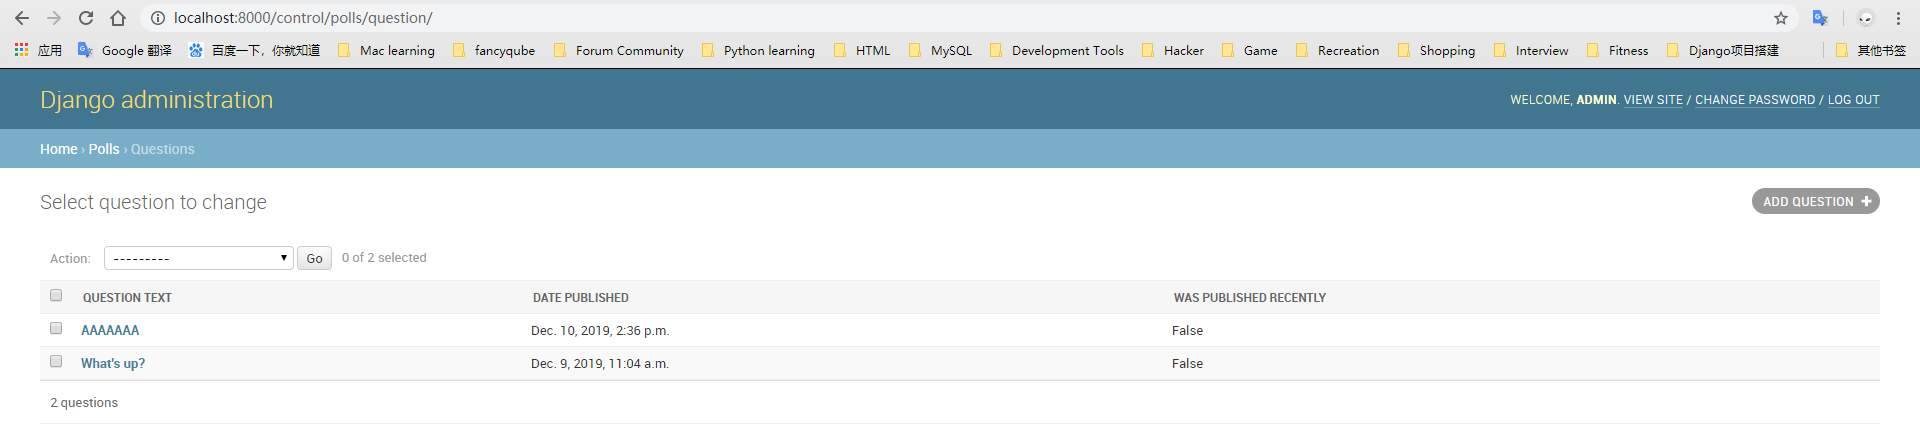 localhost:8000/control/polls/question/
应用 Google 翻译 百度一下，你就知道 Mac learning fancyqube Forum Community Python learning HTML MySQL Development Tools Hacker Game Recreation Shopping Interview Fitness Django项目搭建 其他书签
Django administration WELCOME, ADMIN. VIEW SITE / CHANGE PASSWORD / LOG OUT
Home › Polls › Questions
Select question to change ADD QUESTION +
Action: --------- Go 0 of 2 selected
QUESTION TEXT DATE PUBLISHED WAS PUBLISHED RECENTLY
AAAAAAA Dec. 10, 2019, 2:36 p.m. False
What's up? Dec. 9, 2019, 11:04 a.m. False
2 questions